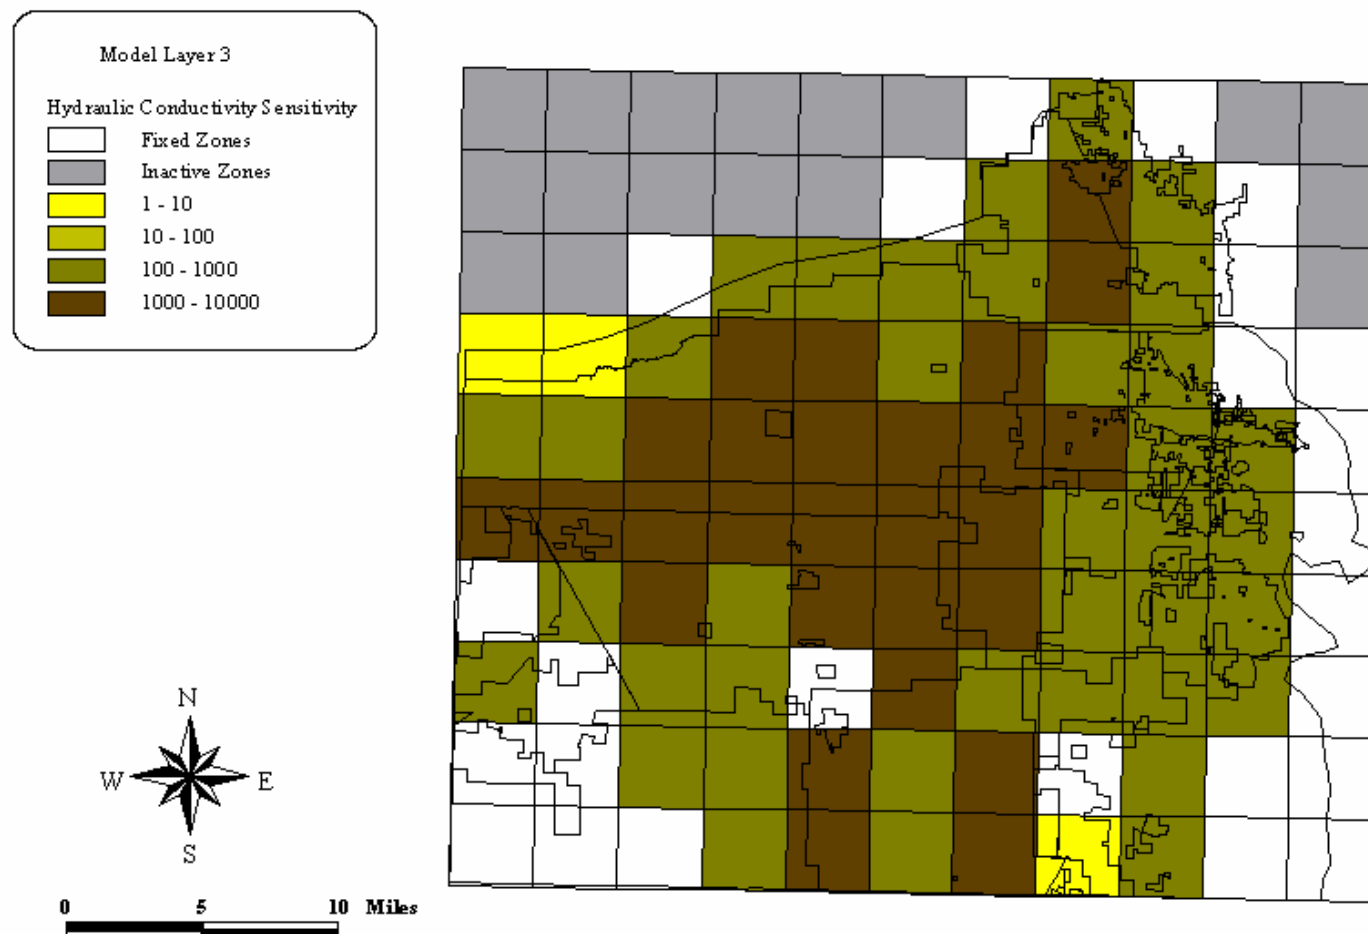 Model Layer 3
Hydraulic Conductivity Sensitivity
Fixed Zones
Inactive Zones
1 - 10
10 - 100
100 - 1000
1000 - 10000
N
W E
S
0 5 10 Miles